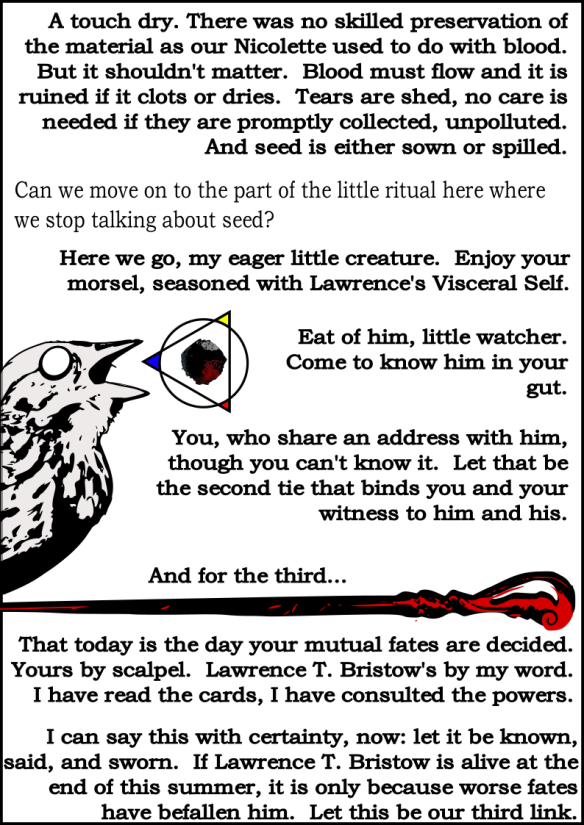 A touch dry. There was no skilled preservation of
the material as our Nicolette used to do with blood.
But it shouldn't matter.  Blood must flow and it is
ruined if it clots or dries.  Tears are shed, no care is
needed if they are promptly collected, unpolluted.
And seed is either sown or spilled.
Can we move on to the part of the little ritual here where
we stop talking about seed?
Here we go, my eager little creature.  Enjoy your
morsel, seasoned with Lawrence's Visceral Self.
Eat of him, little watcher.
Come to know him in your
gut.
You, who share an address with him,
though you can't know it.  Let that be
the second tie that binds you and your
witness to him and his.
And for the third...
That today is the day your mutual fates are decided.
Yours by scalpel.  Lawrence T. Bristow's by my word.
I have read the cards, I have consulted the powers.
I can say this with certainty, now: let it be known,
said, and sworn.  If Lawrence T. Bristow is alive at the
end of this summer, it is only because worse fates
have befallen him.  Let this be our third link.